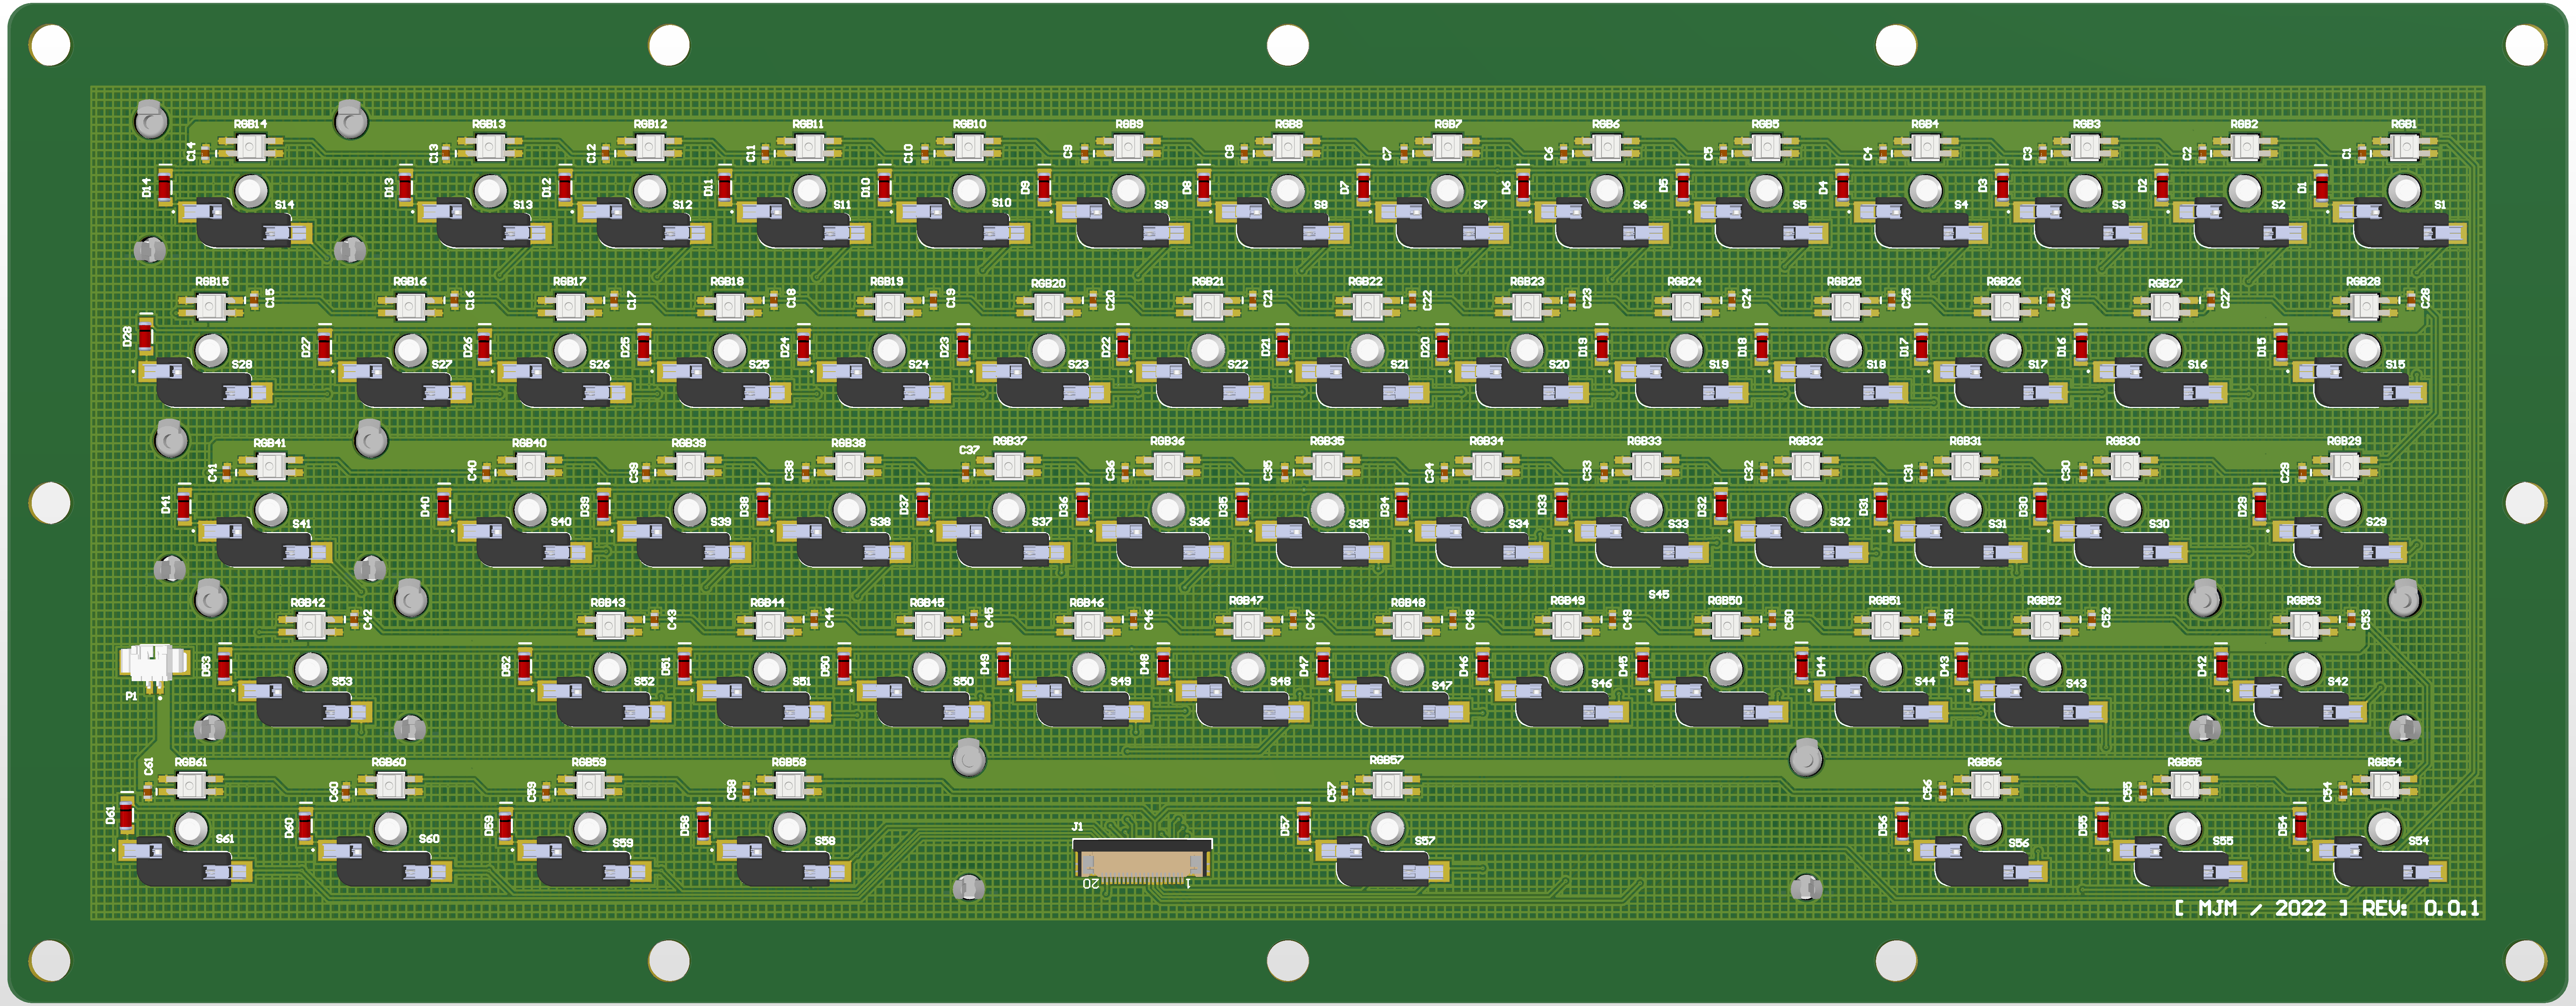 RGB14 RGB13 RGB12 RGB11 RGB10 RGB9 RGB8 RGB7 RGB6 RGB5 RGB4 RGB3 RGB2 RGB1
C14 C13 C12 C11 C10 C9 C8 C7 C6 C5 C4 C3 C2 C1
D14 D13 D12 D11 D10 D9 D8 D7 D6 D5 D4 D3 D2 D1
S14 S13 S12 S11 S10 S9 S8 S7 S6 S5 S4 S3 S2 S1
RGB15 RGB16 RGB17 RGB18 RGB19 RGB20 RGB21 RGB22 RGB23 RGB24 RGB25 RGB26 RGB27 RGB28
C15 C16 C17 C18 C19 C20 C21 C22 C23 C24 C25 C26 C27 C28
D28 D27 D26 D25 D24 D23 D22 D21 D20 D19 D18 D17 D16 D15
S28 S27 S26 S25 S24 S23 S22 S21 S20 S19 S18 S17 S16 S15
RGB41 RGB40 RGB39 RGB38 RGB37 RGB36 RGB35 RGB34 RGB33 RGB32 RGB31 RGB30 RGB29
C41 C40 C39 C38 C37 C36 C35 C34 C33 C32 C31 C30 C29
D41 D40 D39 D38 D37 D36 D35 D34 D33 D32 D31 D30 D29
S41 S40 S39 S38 S37 S36 S35 S34 S33 S32 S31 S30 S29
S45
RGB42 RGB43 RGB44 RGB45 RGB46 RGB47 RGB48 RGB49 RGB50 RGB51 RGB52 RGB53
C42 C43 C44 C45 C46 C47 C48 C49 C50 C51 C52 C53
D53 D52 D51 D50 D49 D48 D47 D46 D45 D44 D43 D42
P1 S53 S52 S51 S50 S49 S48 S47 S46 S44 S43 S42
RGB61 RGB60 RGB59 RGB58 RGB57 RGB56 RGB55 RGB54
C61 C60 C59 C58 C57 C56 C55 C54
D61 D60 D59 D58 J1 D57 D56 D55 D54
S61 S60 S59 S58 S57 S56 S55 S54
20 1
[ MJM / 2022 ] REV: 0.0.1